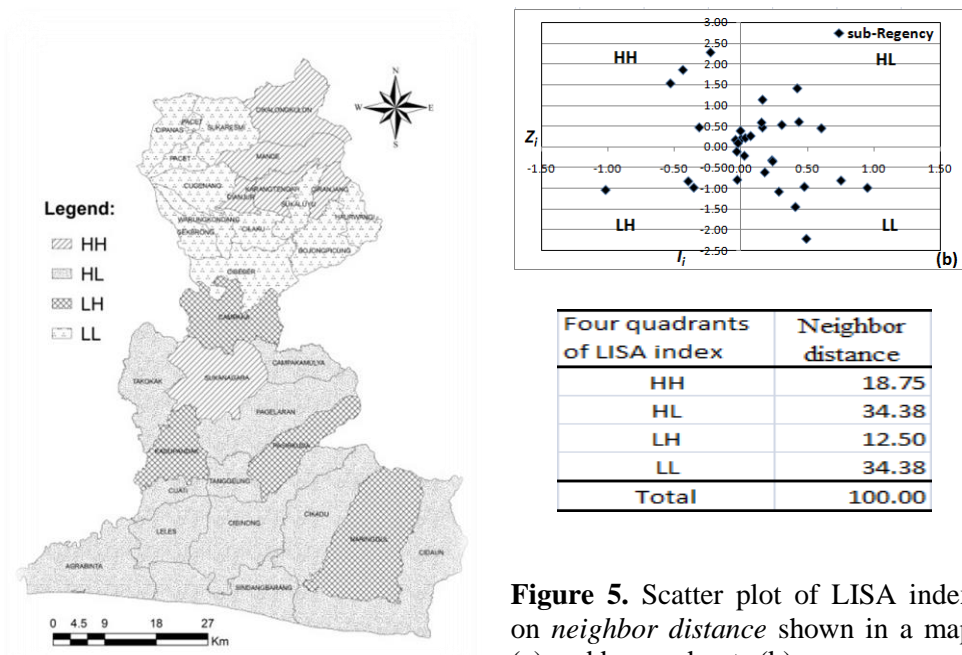 N
W
E
S
CIKALONGKULON
PACET
CIPANAS
SUKARESMI
PACET
MANDE
CUGENANG
KARANGTENGAH
CIRANJANG
CIANJUR
SUKALUYU
HAURWANGI
WARUNGKONDANG
CILAKU
BOJONGPICUNG
CIBEBER
CAMPAKA
CAMPAKAMULYA
TAKOKAK
SUKANAGARA
PAGELARAN
KADUPANDAK
TANGGEUNG
CIJATI
CIKADU
LELES
CIBINONG
CIDAUN
AGRABINTA
SINDANGBARANG
Legend:
HH
HL
LH
LL
0 4.5 9 18 27
Km
3.00
2.50
2.00
1.50
1.00
0.50
0.00
-0.50
-1.00
-1.50
-2.00
-2.50
-1.50 -1.00 -0.50 0.00 0.50 1.00 1.50
sub-Regency
HH
HL
Zi
LH
LL
Ii
(b)
Four quadrants Neighbor
of LISA index distance
HH 18.75
HL 34.38
LH 12.50
LL 34.38
Total 100.00
Figure 5. Scatter plot of LISA index
on neighbor distance shown in a map